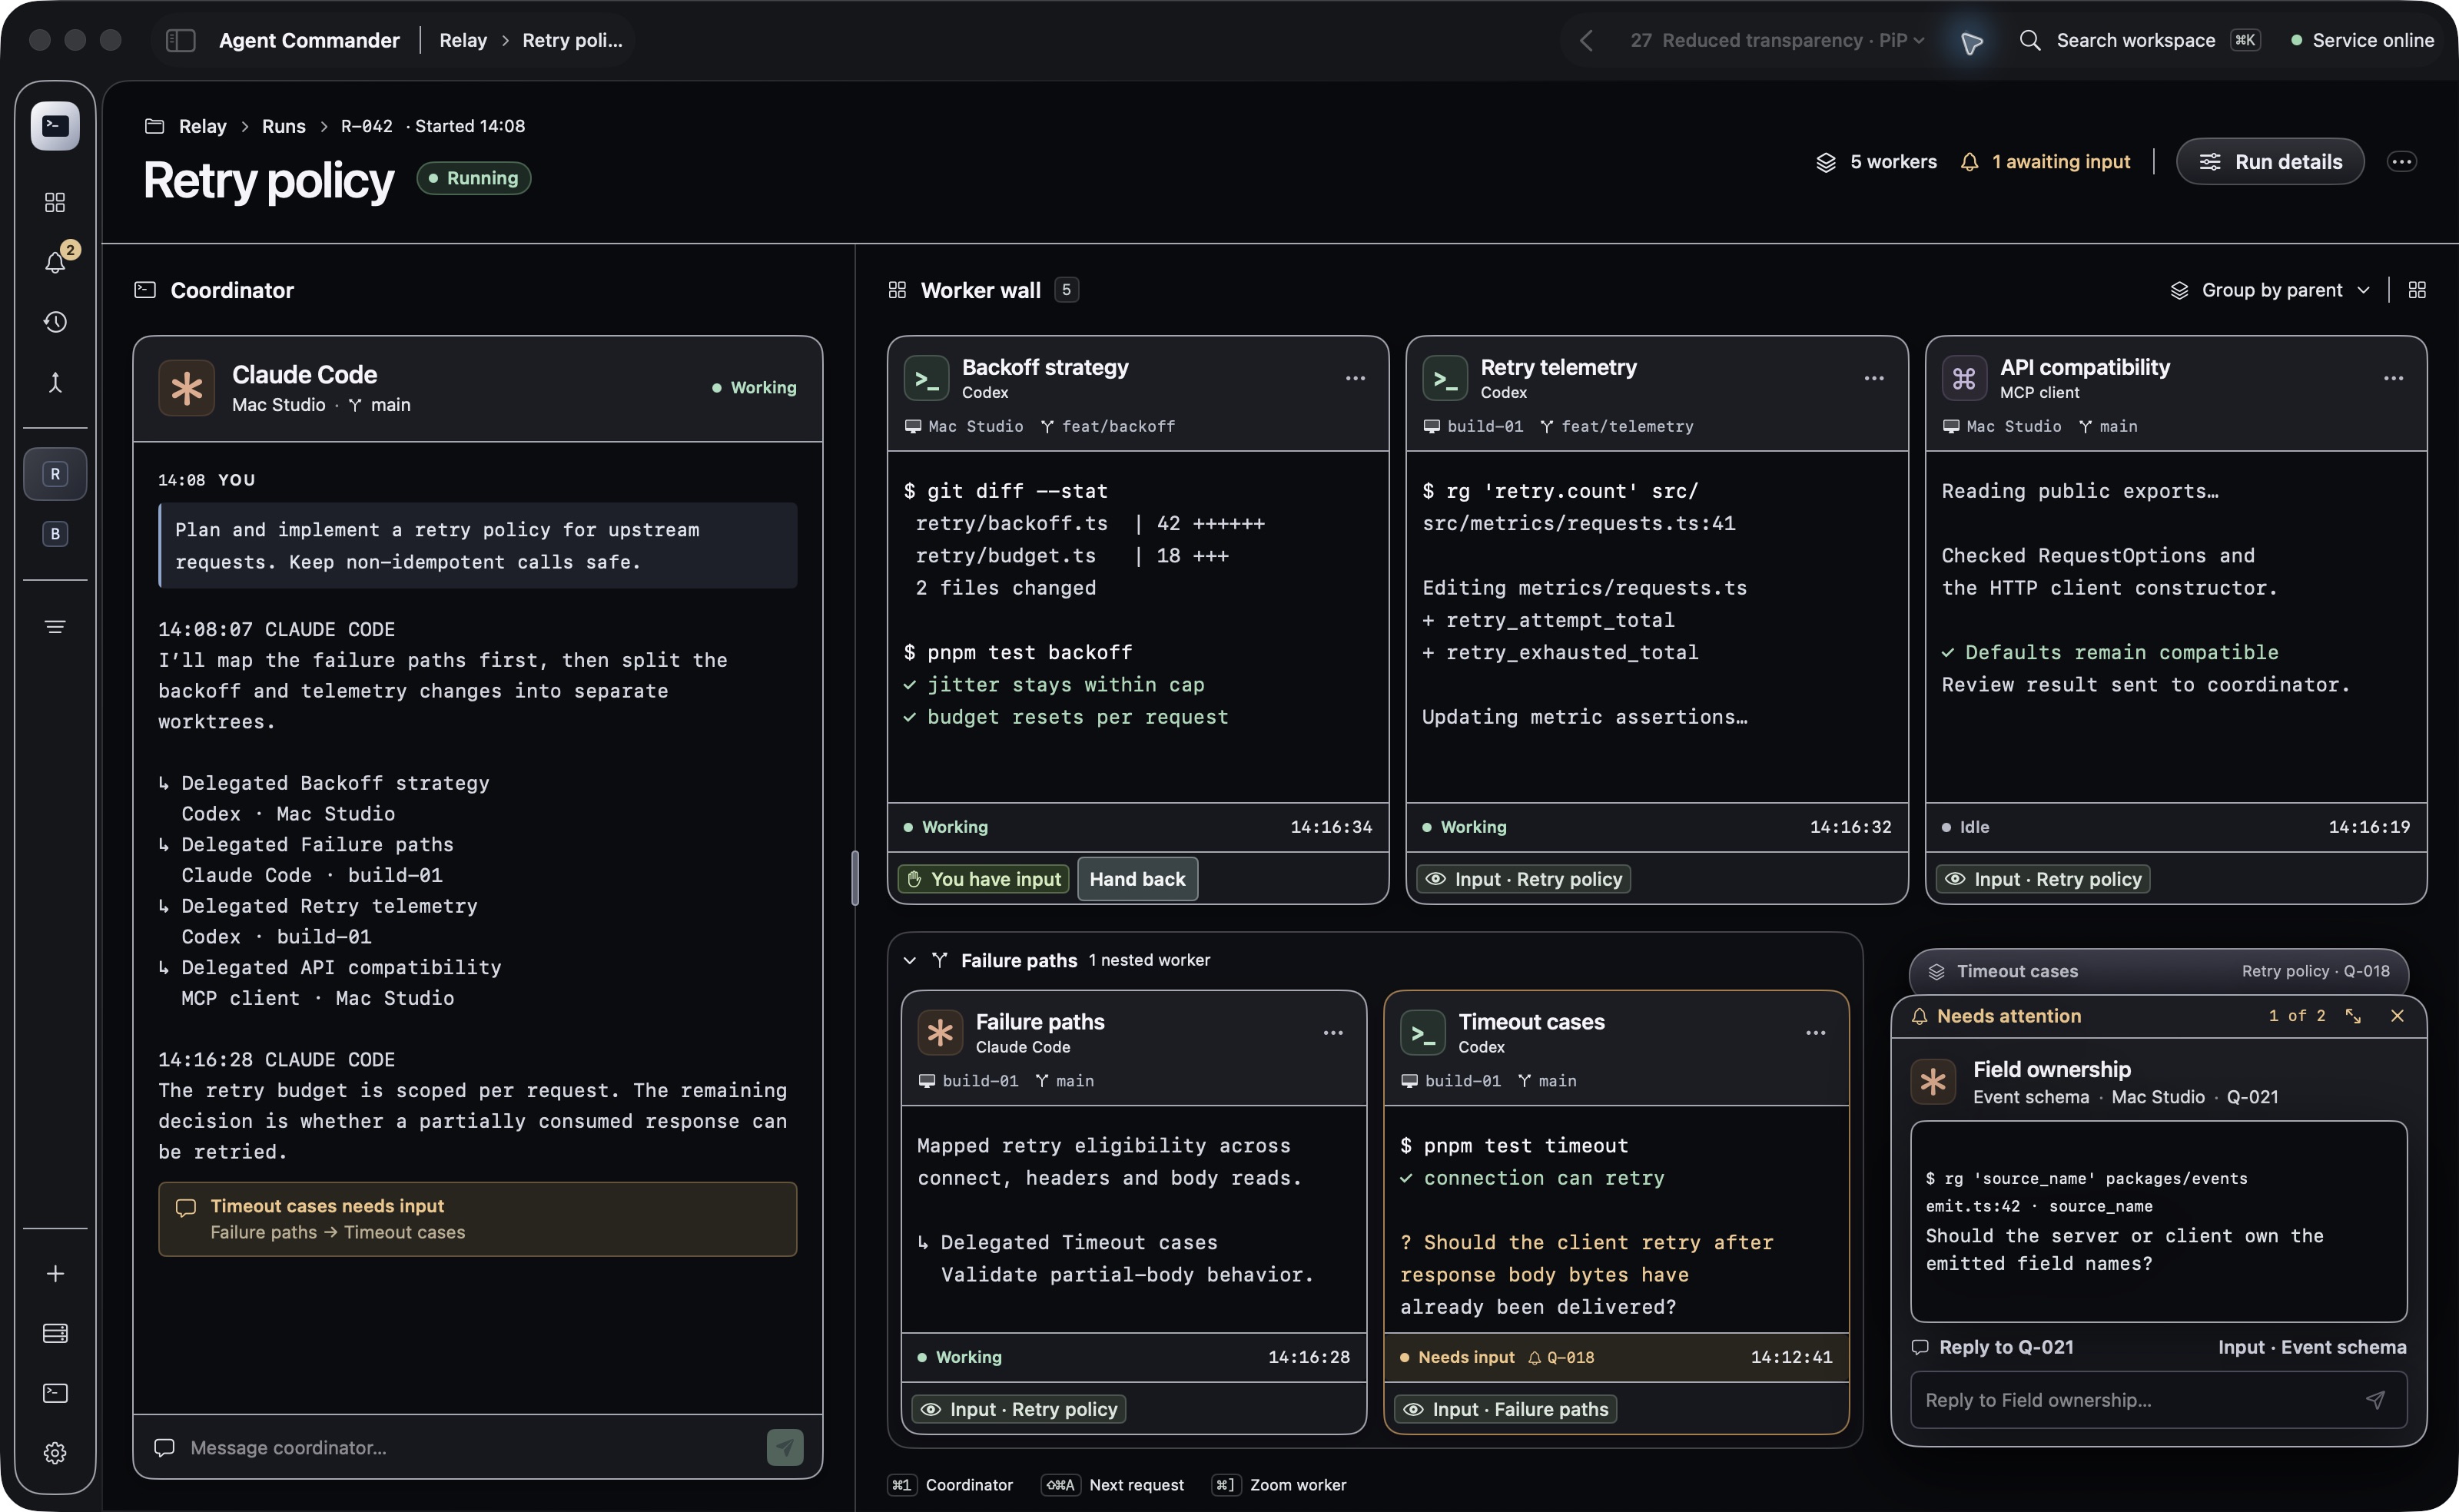 Agent Commander
Relay > Retry poli...
27 Reduced transparency · PiP
Search workspace ⌘K
Service online
2
R
B
Relay > Runs > R-042 · Started 14:08
Retry policy
Running
5 workers
1 awaiting input
Run details
Coordinator
Claude Code
Mac Studio · main
Working
14:08 YOU
Plan and implement a retry policy for upstream
requests. Keep non-idempotent calls safe.
14:08:07 CLAUDE CODE
I’ll map the failure paths first, then split the
backoff and telemetry changes into separate
worktrees.
↳ Delegated Backoff strategy
Codex · Mac Studio
↳ Delegated Failure paths
Claude Code · build-01
↳ Delegated Retry telemetry
Codex · build-01
↳ Delegated API compatibility
MCP client · Mac Studio
14:16:28 CLAUDE CODE
The retry budget is scoped per request. The remaining
decision is whether a partially consumed response can
be retried.
Timeout cases needs input
Failure paths → Timeout cases
Message coordinator...
Worker wall 5
Group by parent
Backoff strategy
Codex
Mac Studio feat/backoff
$ git diff --stat
retry/backoff.ts | 42 ++++++
retry/budget.ts | 18 +++
2 files changed
$ pnpm test backoff
✓ jitter stays within cap
✓ budget resets per request
Working 14:16:34
You have input
Hand back
Retry telemetry
Codex
build-01 feat/telemetry
$ rg 'retry.count' src/
src/metrics/requests.ts:41
Editing metrics/requests.ts
+ retry_attempt_total
+ retry_exhausted_total
Updating metric assertions…
Working 14:16:32
Input · Retry policy
API compatibility
MCP client
Mac Studio main
Reading public exports…
Checked RequestOptions and
the HTTP client constructor.
✓ Defaults remain compatible
Review result sent to coordinator.
Idle 14:16:19
Input · Retry policy
Failure paths 1 nested worker
Failure paths
Claude Code
build-01 main
Mapped retry eligibility across
connect, headers and body reads.
↳ Delegated Timeout cases
Validate partial-body behavior.
Working 14:16:28
Input · Retry policy
Timeout cases
Codex
build-01 main
$ pnpm test timeout
✓ connection can retry
? Should the client retry after
response body bytes have
already been delivered?
Needs input Q-018 14:12:41
Input · Failure paths
Timeout cases Retry policy · Q-018
Needs attention 1 of 2
Field ownership
Event schema · Mac Studio · Q-021
$ rg 'source_name' packages/events
emit.ts:42 · source_name
Should the server or client own the
emitted field names?
Reply to Q-021 Input · Event schema
Reply to Field ownership...
⌘1 Coordinator ⇧⌘A Next request ⌘] Zoom worker